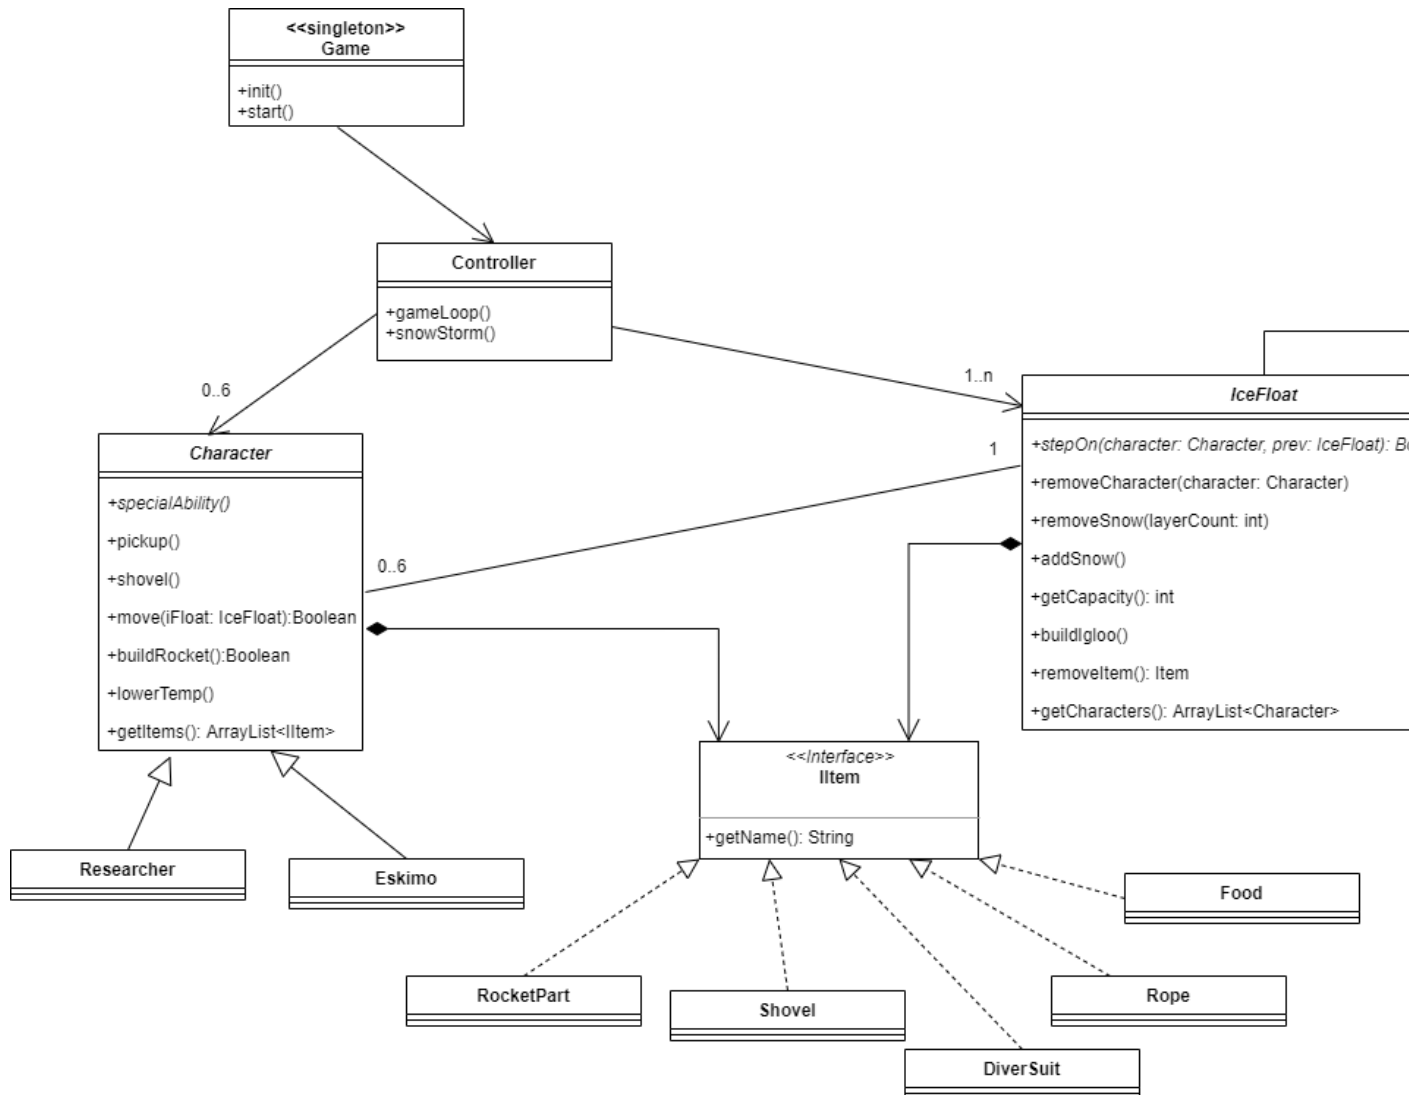 <<singleton>>
Game
+init()
+start()
Controller
+gameLoop()
+snowStorm()
0..6
1..n
Character
+specialAbility()
+pickup()
+shovel()
+move(iFloat: IceFloat):Boolean
+buildRocket():Boolean
+lowerTemp()
+getItems(): ArrayList<IItem>
0..6
1
IceFloat
+stepOn(character: Character, prev: IceFloat): Bo
+removeCharacter(character: Character)
+removeSnow(layerCount: int)
+addSnow()
+getCapacity(): int
+buildIgloo()
+removeItem(): Item
+getCharacters(): ArrayList<Character>
<<Interface>>
IItem
+getName(): String
Researcher
Eskimo
Food
RocketPart
Shovel
Rope
DiverSuit